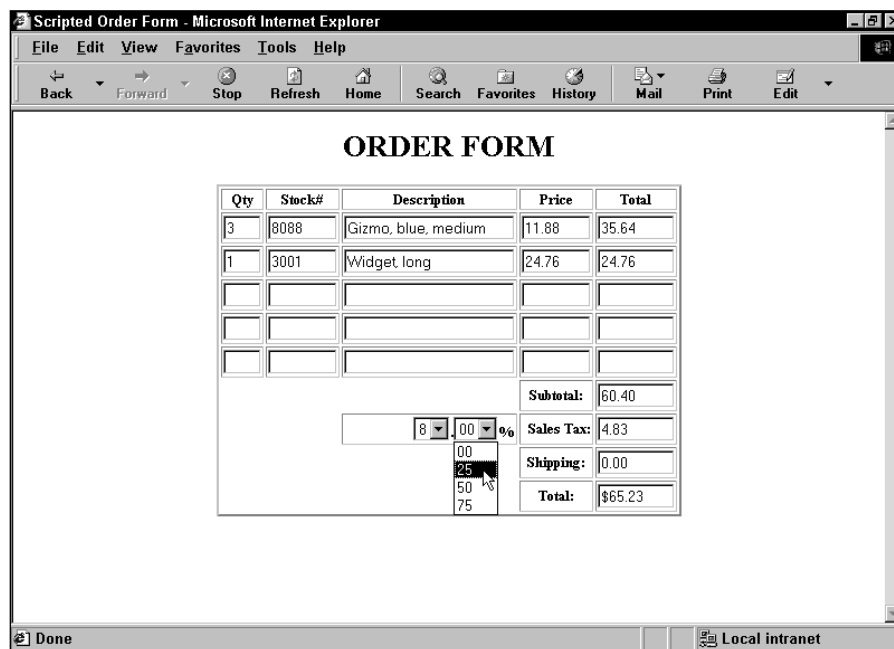 Scripted Order Form - Microsoft Internet Explorer
File Edit View Favorites Tools Help
Back Forward Stop Refresh Home Search Favorites History Mail Print Edit
ORDER FORM
Qty Stock# Description Price Total
3 8088 Gizmo, blue, medium 11.88 35.64
1 3001 Widget, long 24.76 24.76
Subtotal: 60.40
8 . 00 % Sales Tax: 4.83
00
25 Shipping: 0.00
50 Total: $65.23
75
Done Local intranet